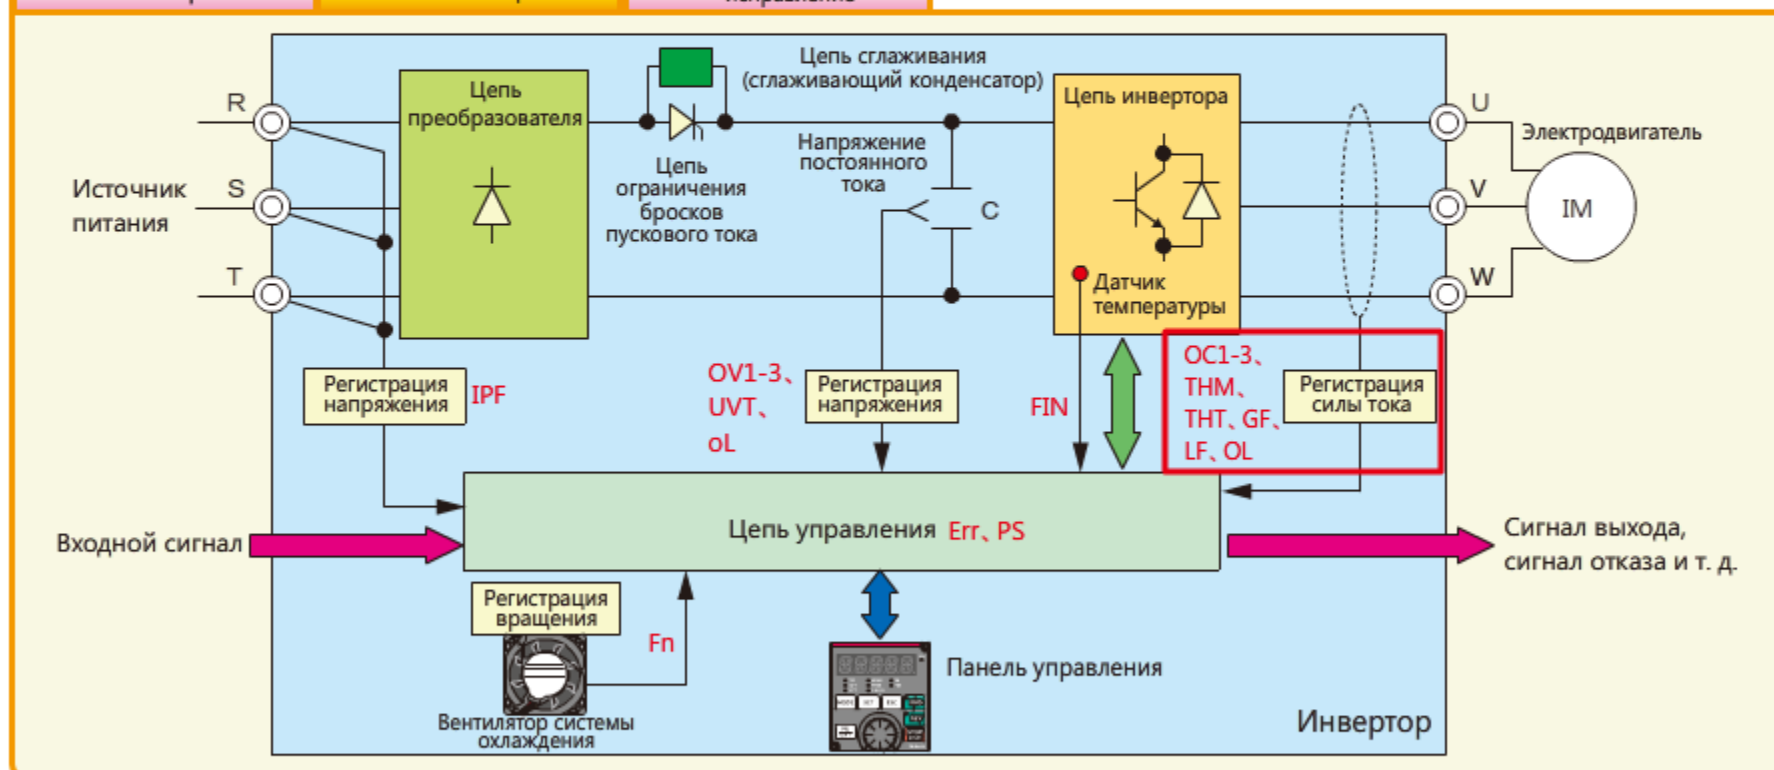 исправление
Цепь сглаживания
(сглаживающий конденсатор)
Цепь
преобразователя
Цепь инвертора
R
U
Электродвигатель
Напряжение
постоянного
тока
Цепь
ограничения
бросков
пускового тока
Источник
питания
S
V
C
IM
T
W
Датчик
температуры
Регистрация
напряжения
IPF
OV1-3、
UVT、
oL
Регистрация
напряжения
FIN
OC1-3、
THM、
THT、GF、
LF、OL
Регистрация
силы тока
Цепь управления Err、PS
Входной сигнал
Сигнал выхода,
сигнал отказа и т. д.
Регистрация
вращения
Fn
Панель управления
Вентилятор системы
охлаждения
Инвертор